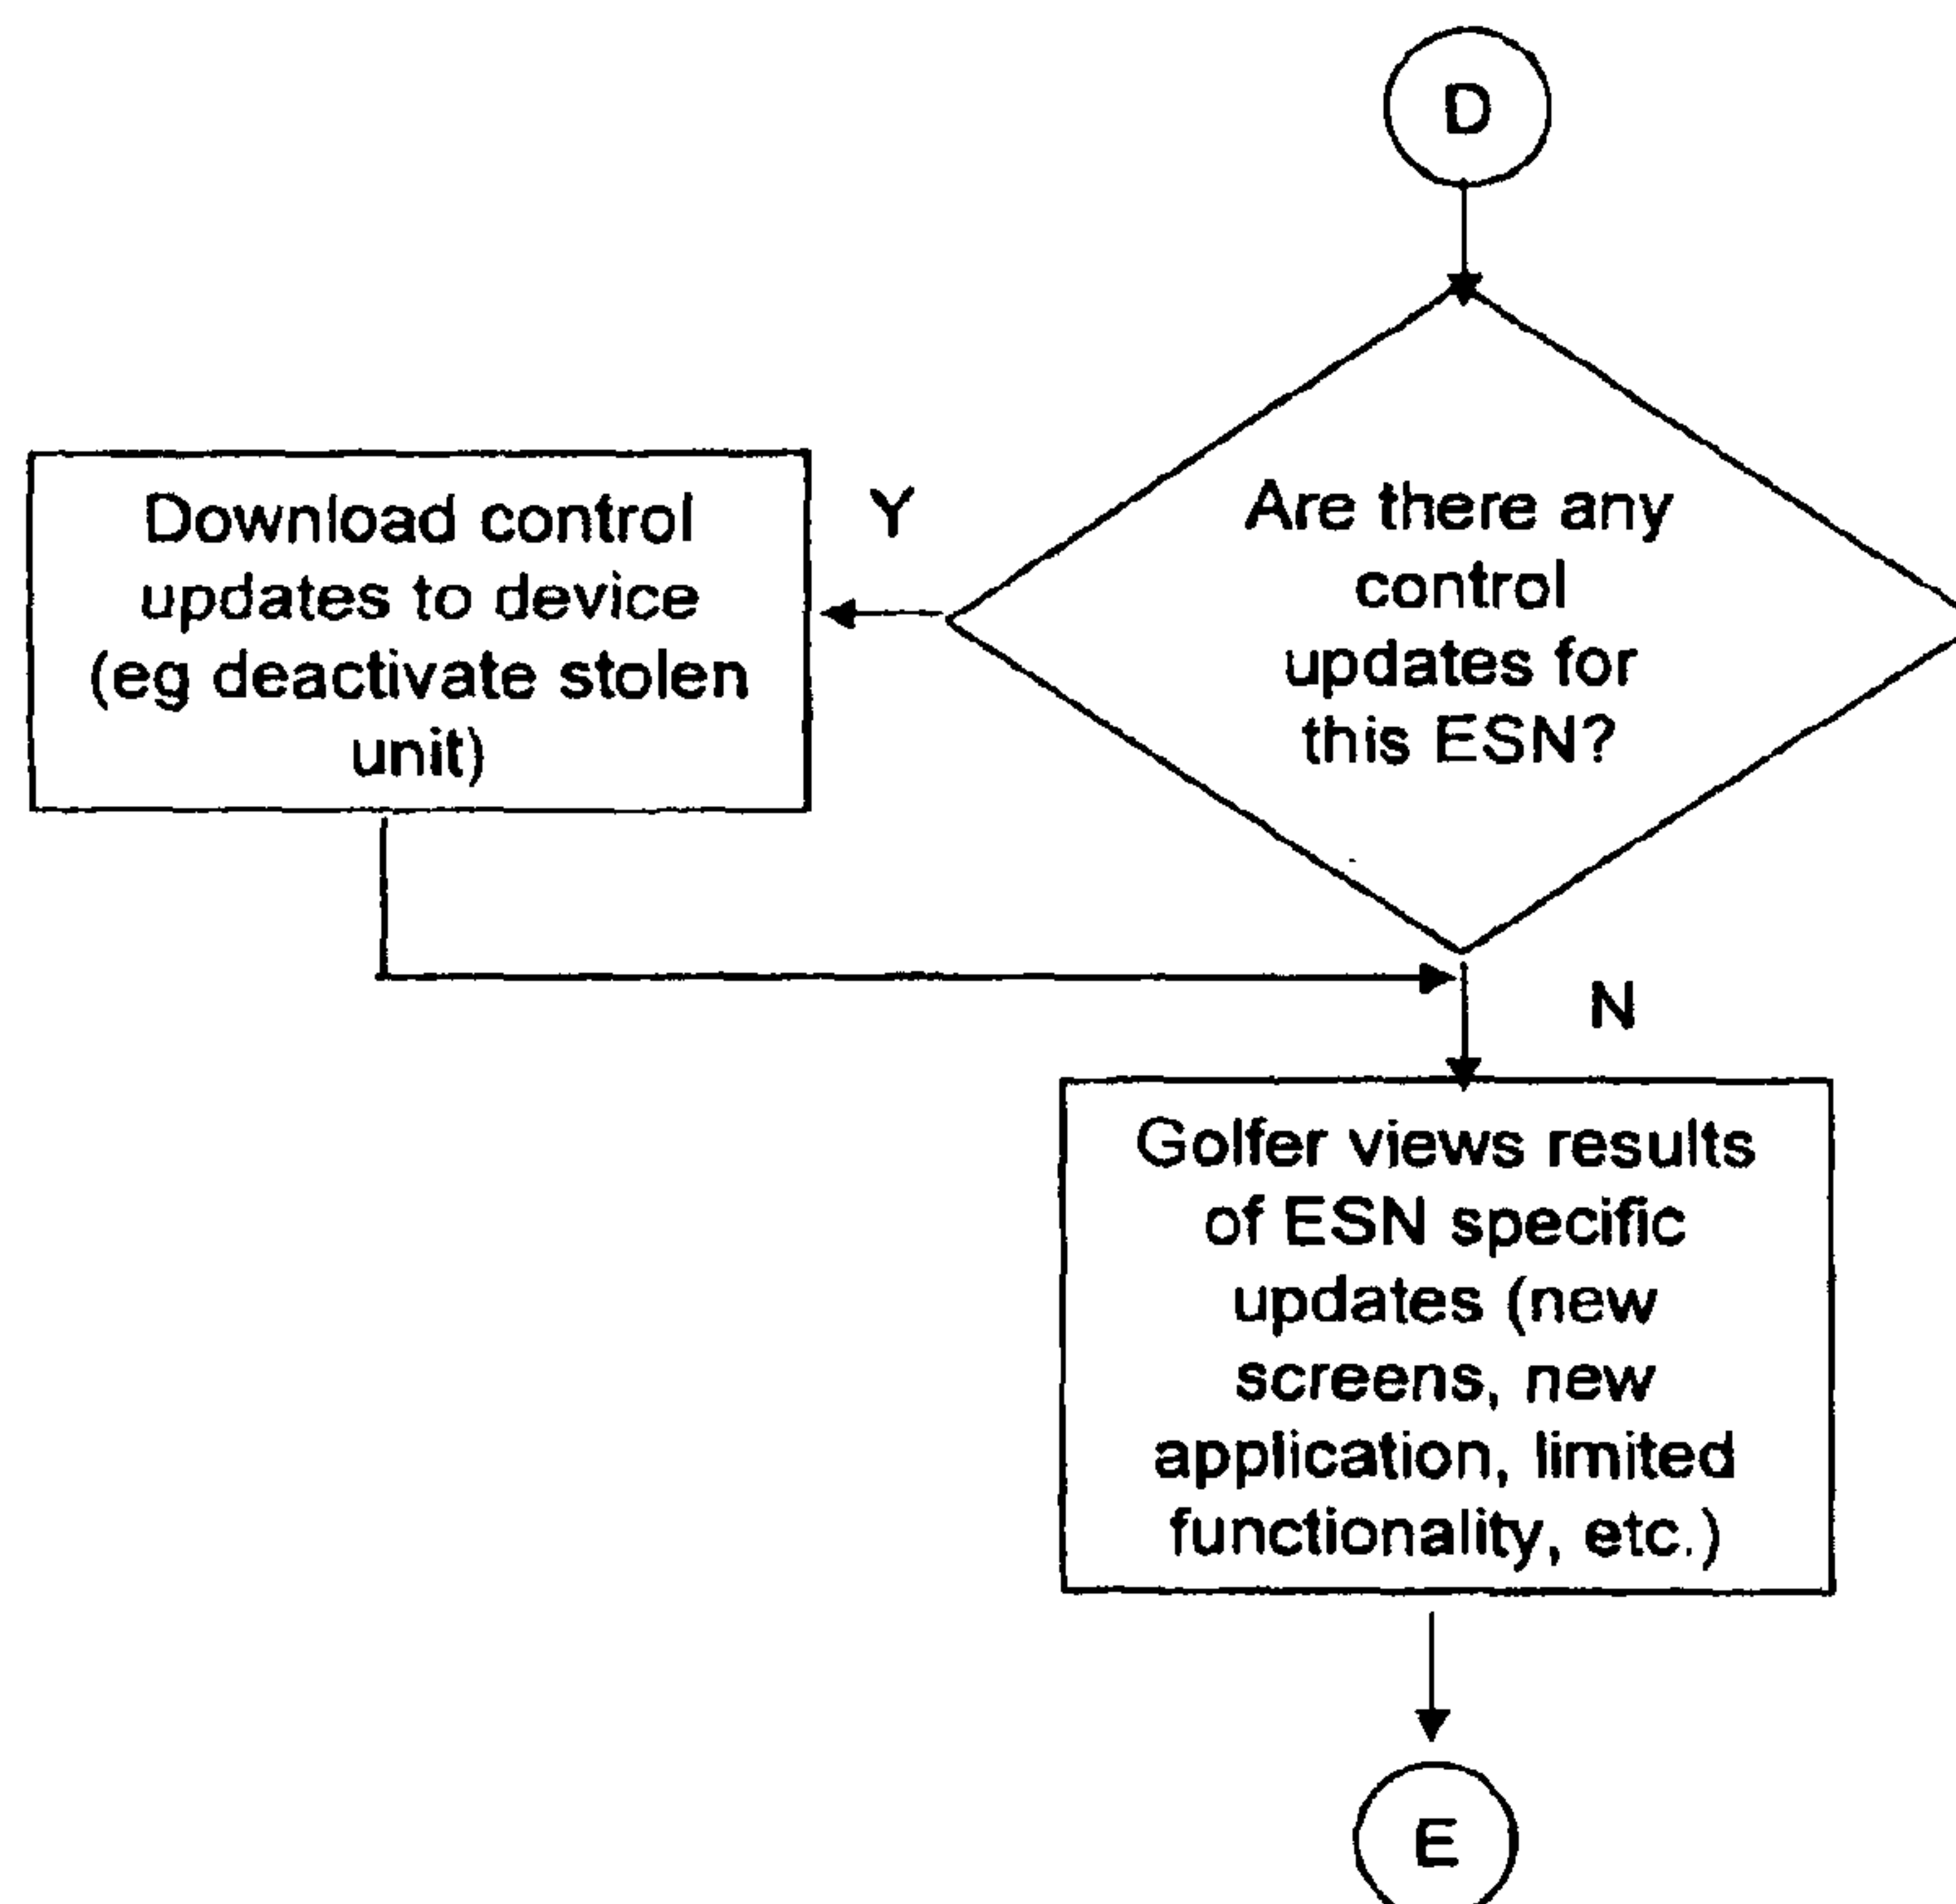 D
Are there any
control
updates for
this ESN?
Y
Download control
updates to device
(eg deactivate stolen
unit)
N
Golfer views results
of ESN specific
updates (new
screens, new
application, limited
functionality, etc.)
E